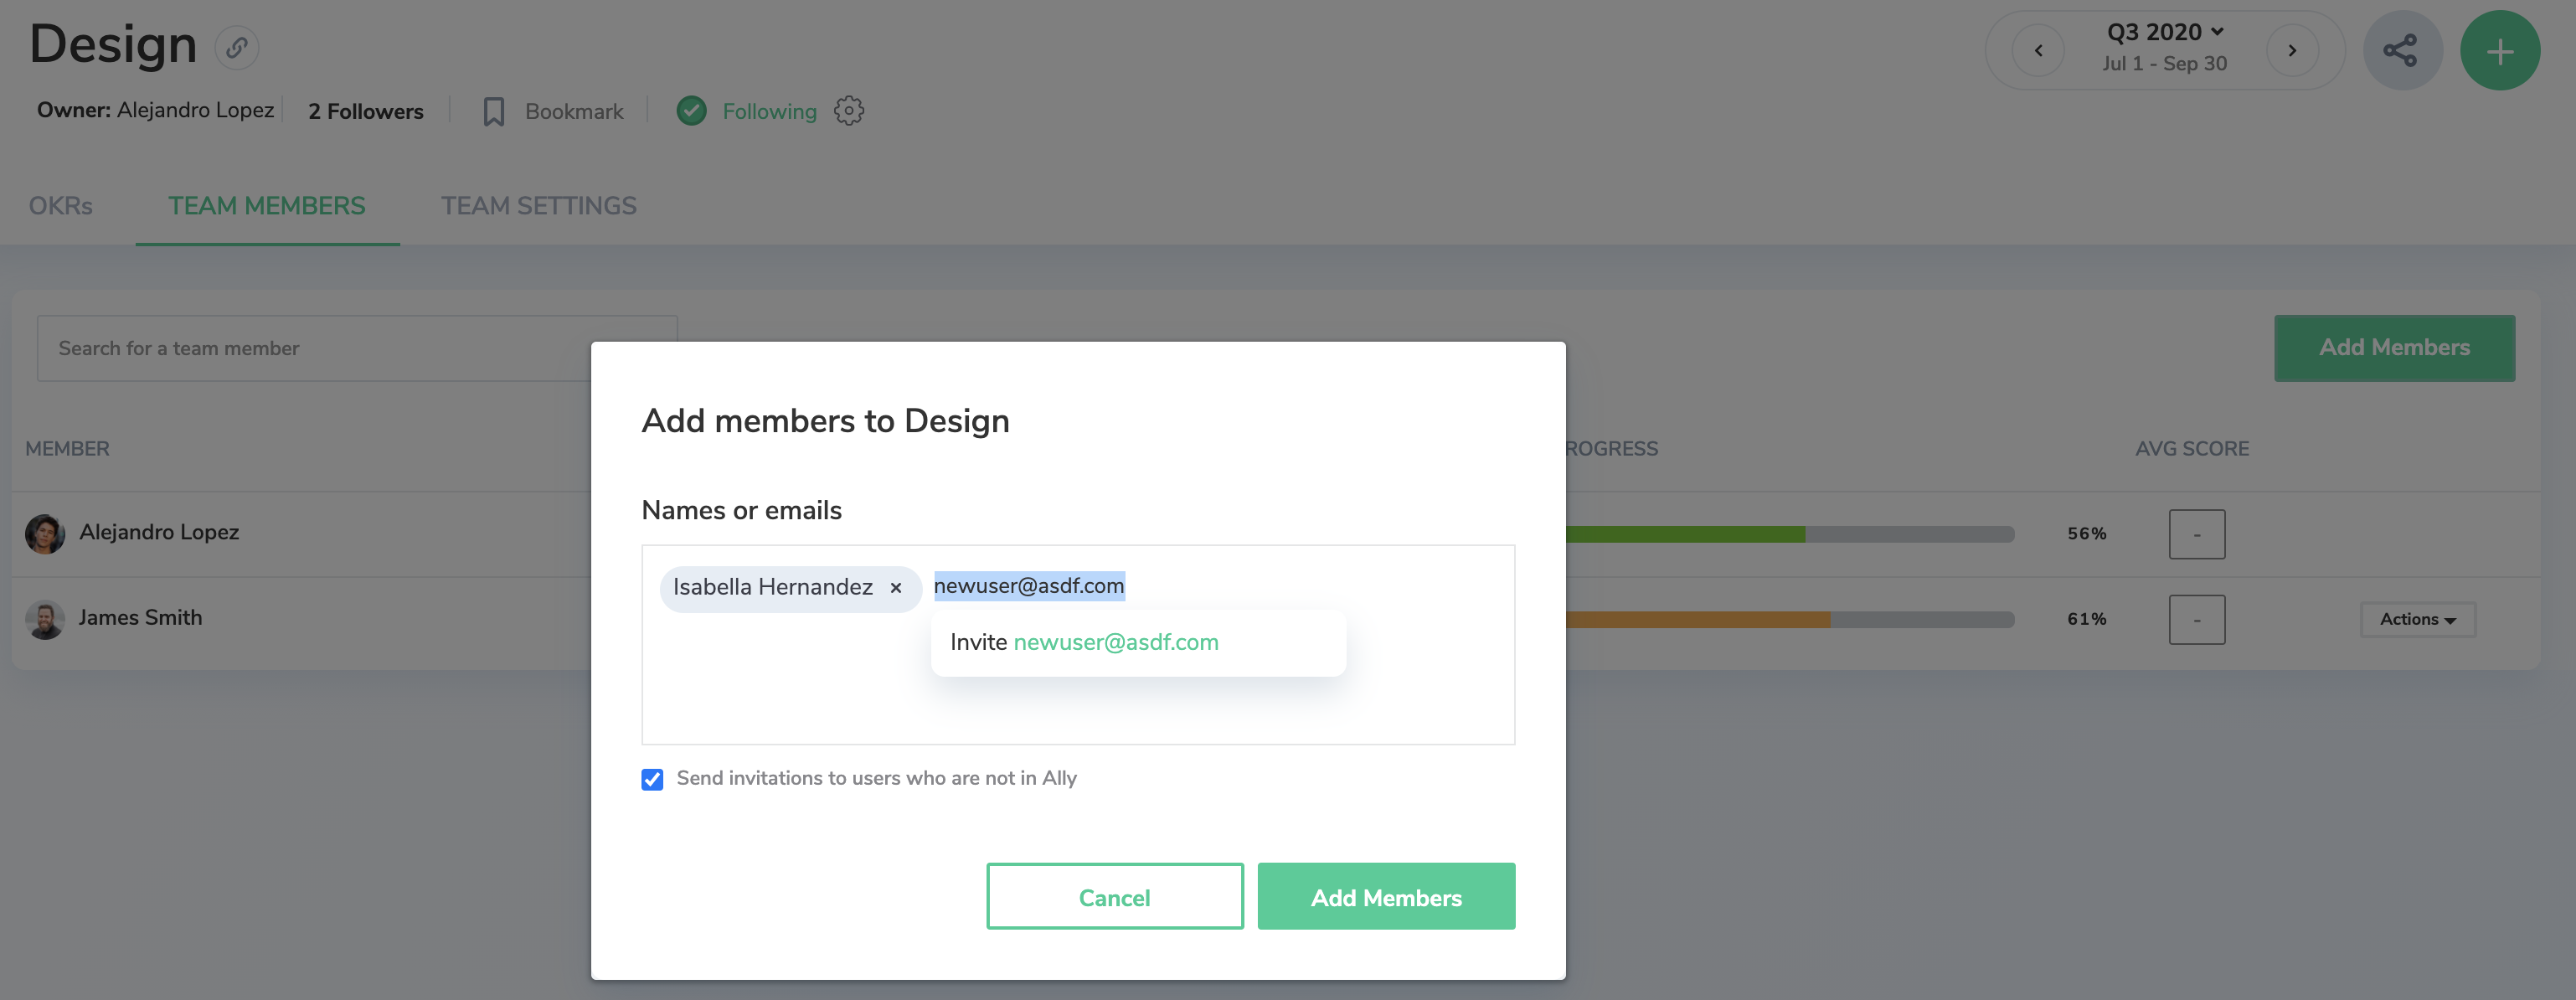 Design
Q3 2020
Jul 1 - Sep 30
Owner: Alejandro Lopez
2 Followers
Bookmark
Following
OKRs
TEAM MEMBERS
TEAM SETTINGS
Search for a team member
Add Members
Add members to Design
MEMBER
ROGRESS
AVG SCORE
Names or emails
Alejandro Lopez
56%
-
Isabella Hernandez ×
newuser@asdf.com
James Smith
61%
-
Actions
Invite newuser@asdf.com
Send invitations to users who are not in Ally
Cancel
Add Members